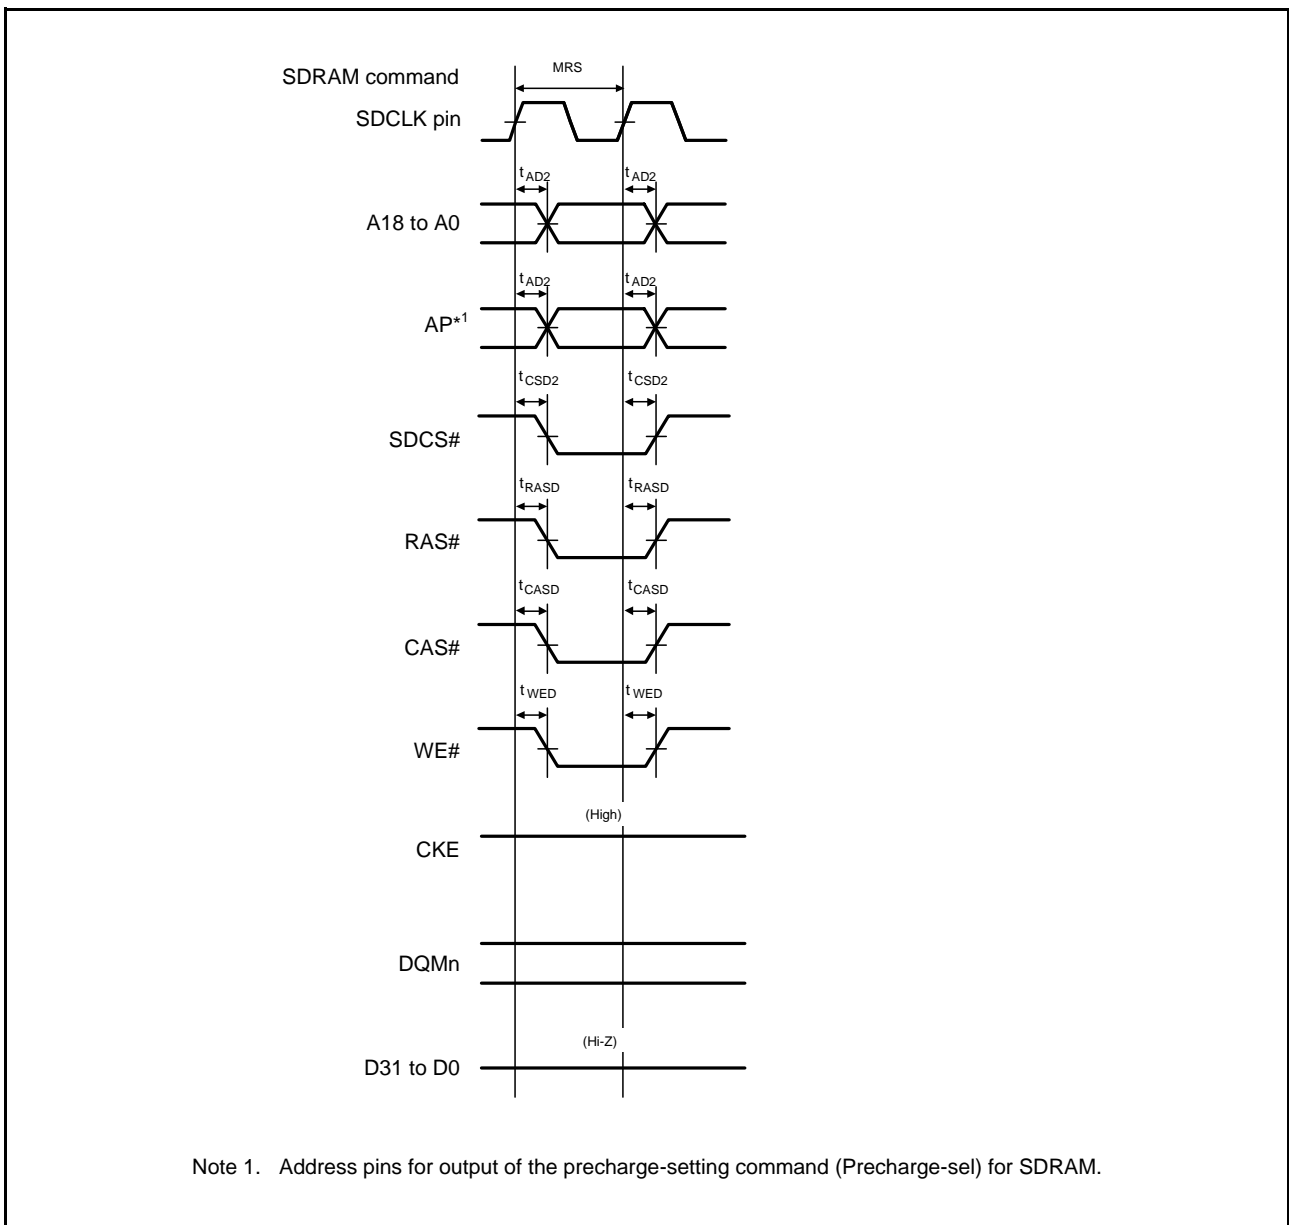 MRS
SDRAM command
SDCLK pin
tAD2 tAD2
A18 to A0
tAD2 tAD2
AP*1
tCSD2 tCSD2
SDCS#
tRASD tRASD
RAS#
tCASD tCASD
CAS#
tWED tWED
WE#
(High)
CKE
DQMn
(Hi-Z)
D31 to D0
Note 1. Address pins for output of the precharge-setting command (Precharge-sel) for SDRAM.